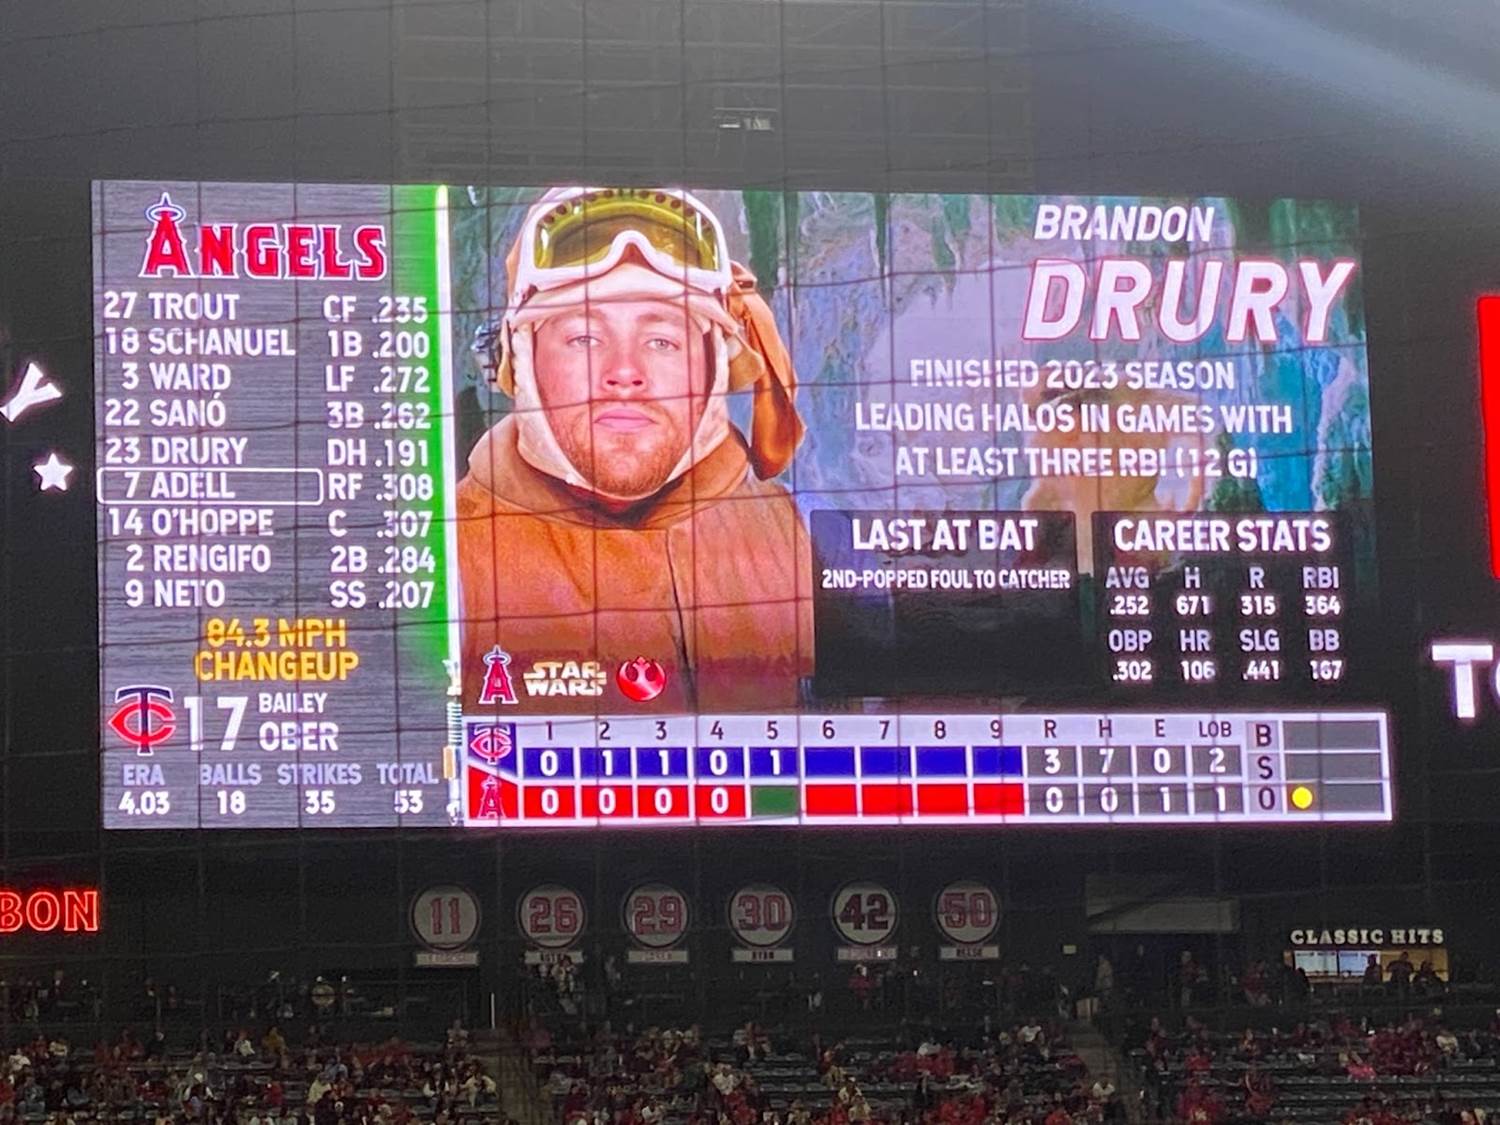 ANGELS
27 TROUT CF .235
18 SCHANUEL 1B .200
3 WARD LF .272
22 SANÓ 3B .262
23 DRURY DH .191
7 ADELL RF .308
14 O'HOPPE C .307
2 RENGIFO 2B .284
9 NETO SS .207
84.3 MPH
CHANGEUP
TC 17 BAILEY
OBER
ERA BALLS STRIKES TOTAL
4.03 18 35 53
BRANDON
DRURY
FINISHED 2023 SEASON
LEADING HALOS IN GAMES WITH
AT LEAST THREE RBI (12 G)
LAST AT BAT
2ND-POPPED FOUL TO CATCHER
CAREER STATS
AVG H R RBI
.252 671 315 364
OBP HR SLG BB
.302 106 .441 167
A STAR
WARS
1 2 3 4 5 6 7 8 9 R H E LOB B
TC 0 1 1 0 1 3 7 0 2 S
A 0 0 0 0 0 0 1 1 O
BON
11 26 29 30 42 50
RYAN
CLASSIC HITS